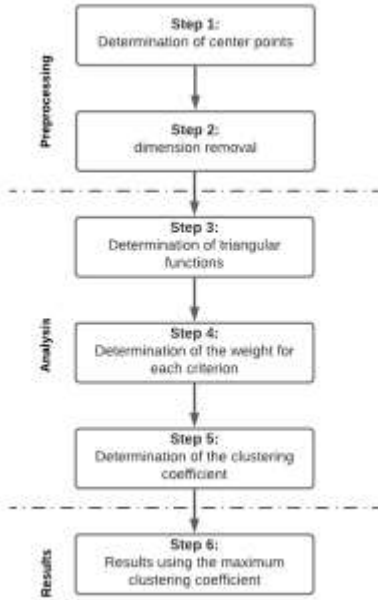 Preprocessing
Step 1:
Determination of center points
Step 2:
dimension removal
Analysis
Step 3:
Determination of triangular
functions
Step 4:
Determination of the weight for
each criterion
Step 5:
Determination of the clustering
coefficient
Results
Step 6:
Results using the maximum
clustering coefficient